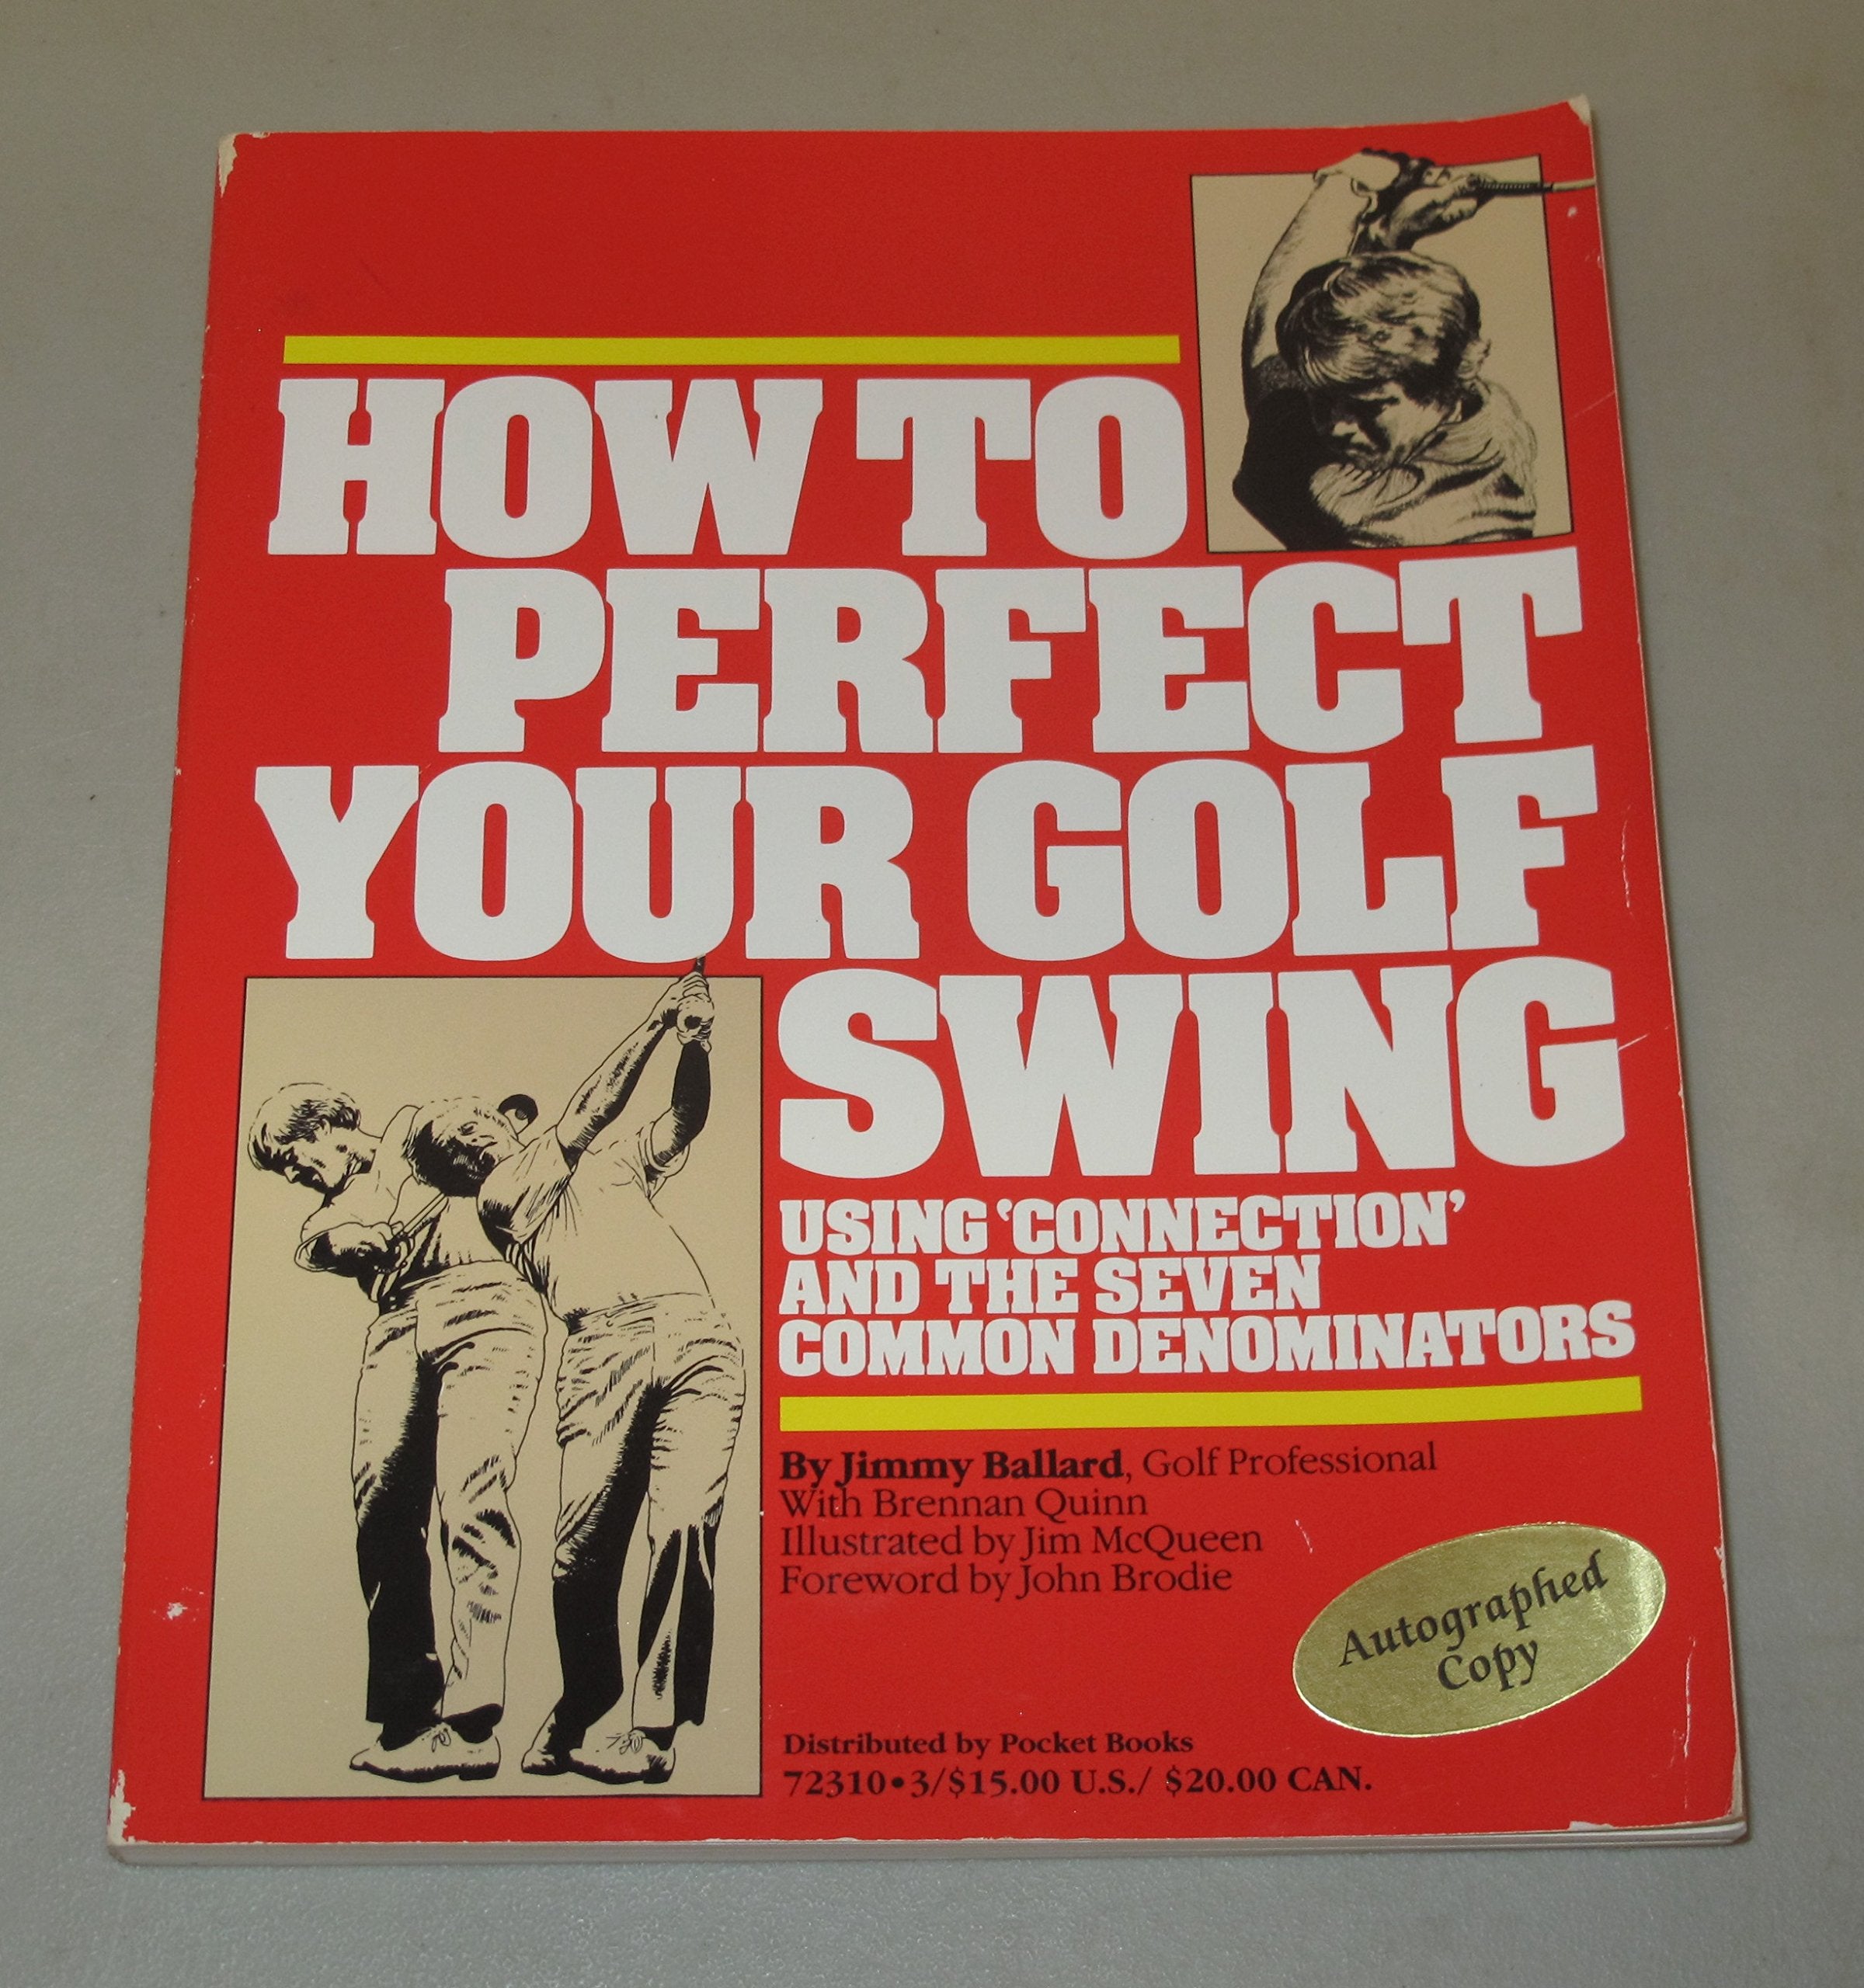 HOW TO
PERFECT
YOUR GOLF
SWING
USING ‘CONNECTION’
AND THE SEVEN
COMMON DENOMINATORS
By Jimmy Ballard, Golf Professional
With Brennan Quinn
Illustrated by Jim McQueen
Foreword by John Brodie
Autographed
Copy
Distributed by Pocket Books
72310•3/$15.00 U.S./ $20.00 CAN.